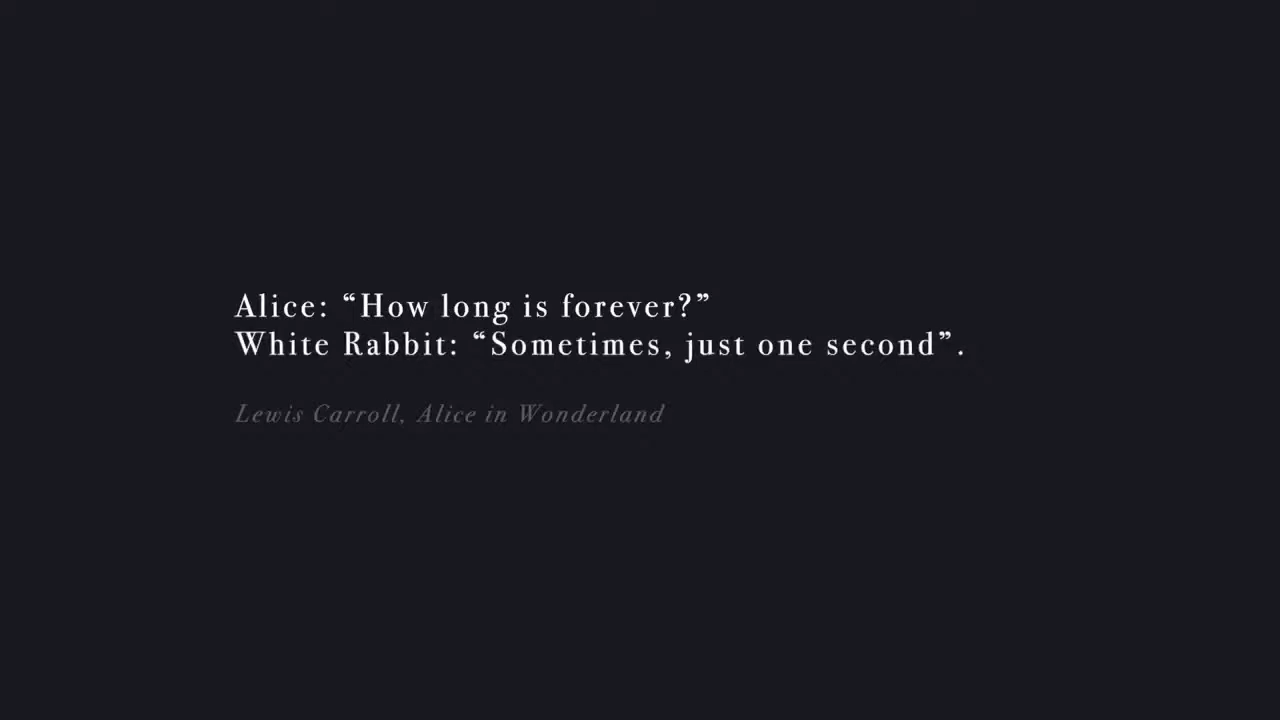 Alice: “How long is forever?”
White Rabbit: “Sometimes, just one second”.
Lewis Carroll, Alice in Wonderland